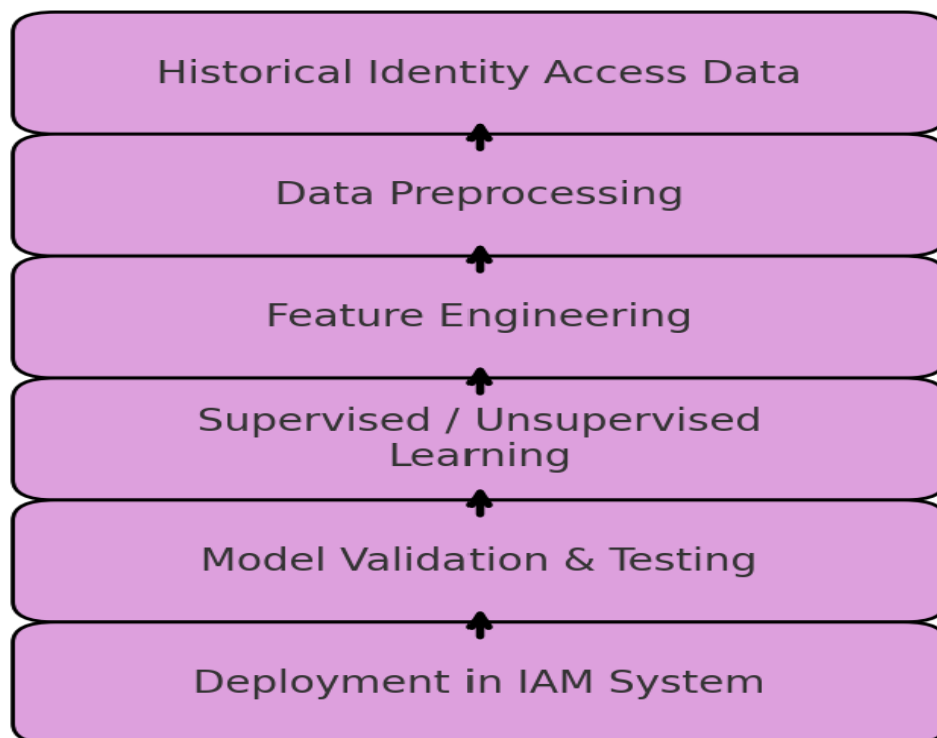 Historical Identity Access Data
Data Preprocessing
Feature Engineering
Supervised / Unsupervised
Learning
Model Validation & Testing
Deployment in IAM System